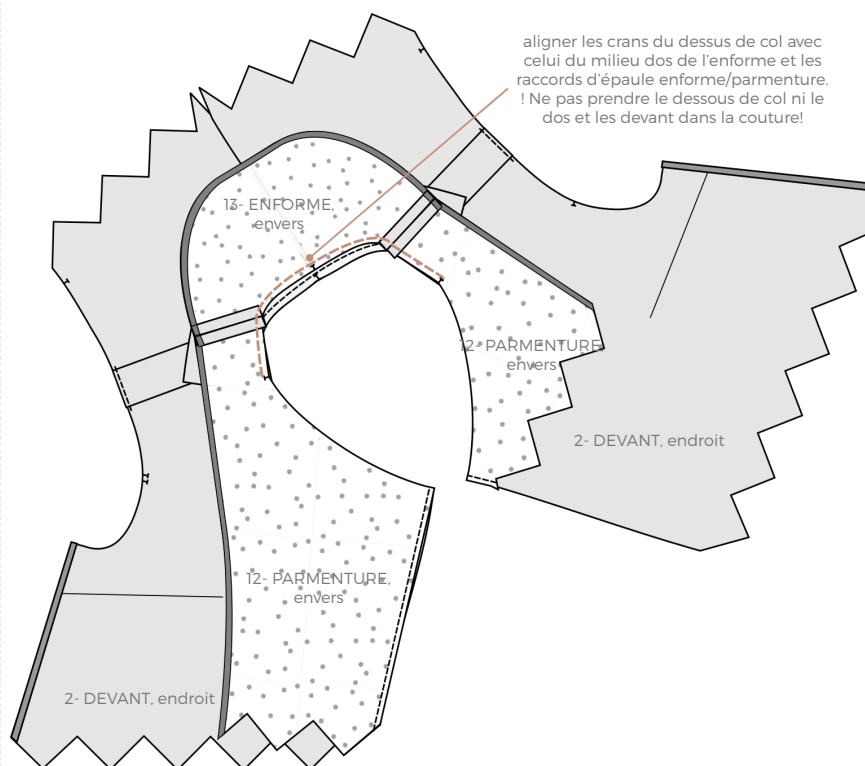 aligner les crans du dessus de col avec
celui du milieu dos de l'enforme et les
raccords d'épaule enforme/parmenture.
! Ne pas prendre le dessous de col ni le
dos et les devant dans la couture!
13- ENFORME,
envers
12- PARMENTURE,
envers
2- DEVANT, endroit
12- PARMENTURE,
envers
2- DEVANT, endroit